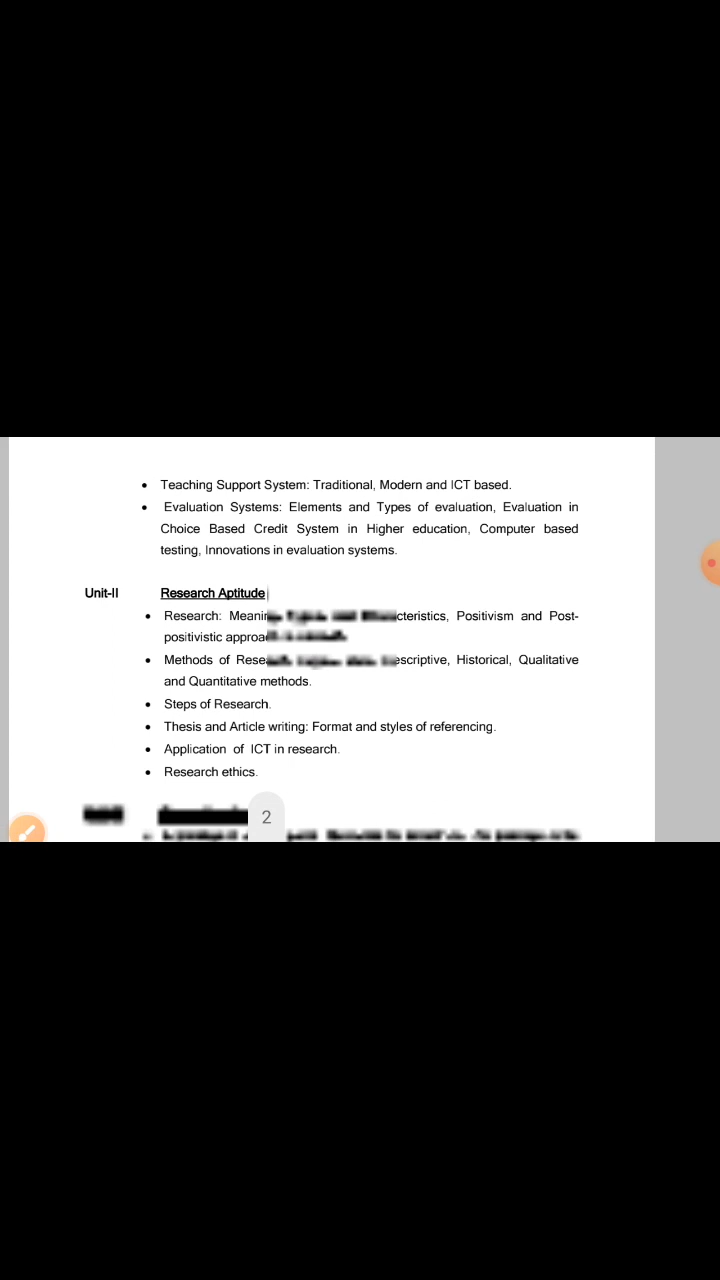 • Teaching Support System: Traditional, Modern and ICT based.
• Evaluation Systems: Elements and Types of evaluation, Evaluation in
Choice Based Credit System in Higher education, Computer based
testing, Innovations in evaluation systems.
Unit-II Research Aptitude
• Research: Positivism and Post-
positivistic
• Methods of Historical, Qualitative
and Quantitative methods.
• Steps of Research.
• Thesis and Article writing: Format and styles of referencing.
• Application of ICT in research.
• Research ethics.
2